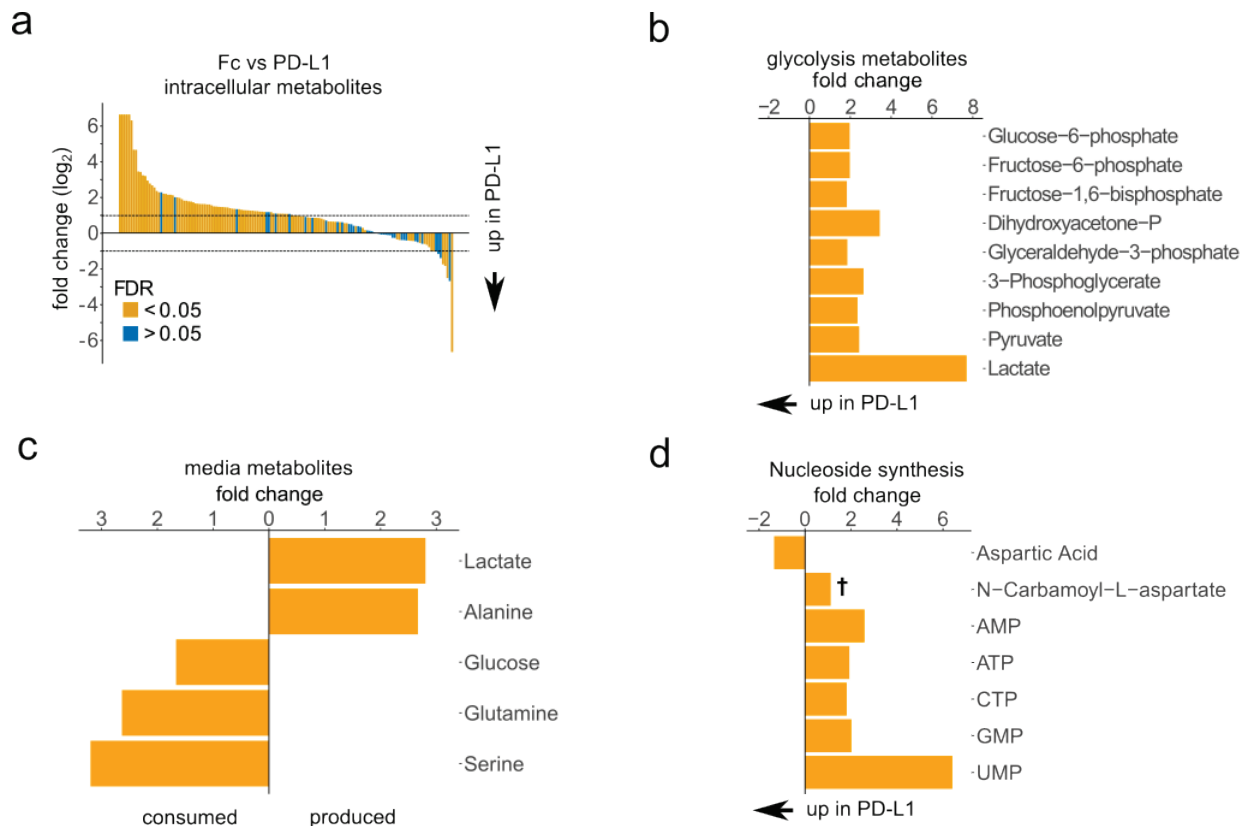 a
Fc vs PD-L1
intracellular metabolites
fold change (log2)
6
4
2
0
-2
-4
-6
FDR
< 0.05
> 0.05
up in PD-L1
b
glycolysis metabolites
fold change
−2 0 2 4 6 8
Glucose−6−phosphate
Fructose−6−phosphate
Fructose−1,6−bisphosphate
Dihydroxyacetone−P
Glyceraldehyde−3−phosphate
3−Phosphoglycerate
Phosphoenolpyruvate
Pyruvate
Lactate
up in PD-L1
c
media metabolites
fold change
3 2 1 0 1 2 3
Lactate
Alanine
Glucose
Glutamine
Serine
consumed produced
d
Nucleoside synthesis
fold change
−2 0 2 4 6
Aspartic Acid
N−Carbamoyl−L−aspartate
†
AMP
ATP
CTP
GMP
UMP
up in PD-L1